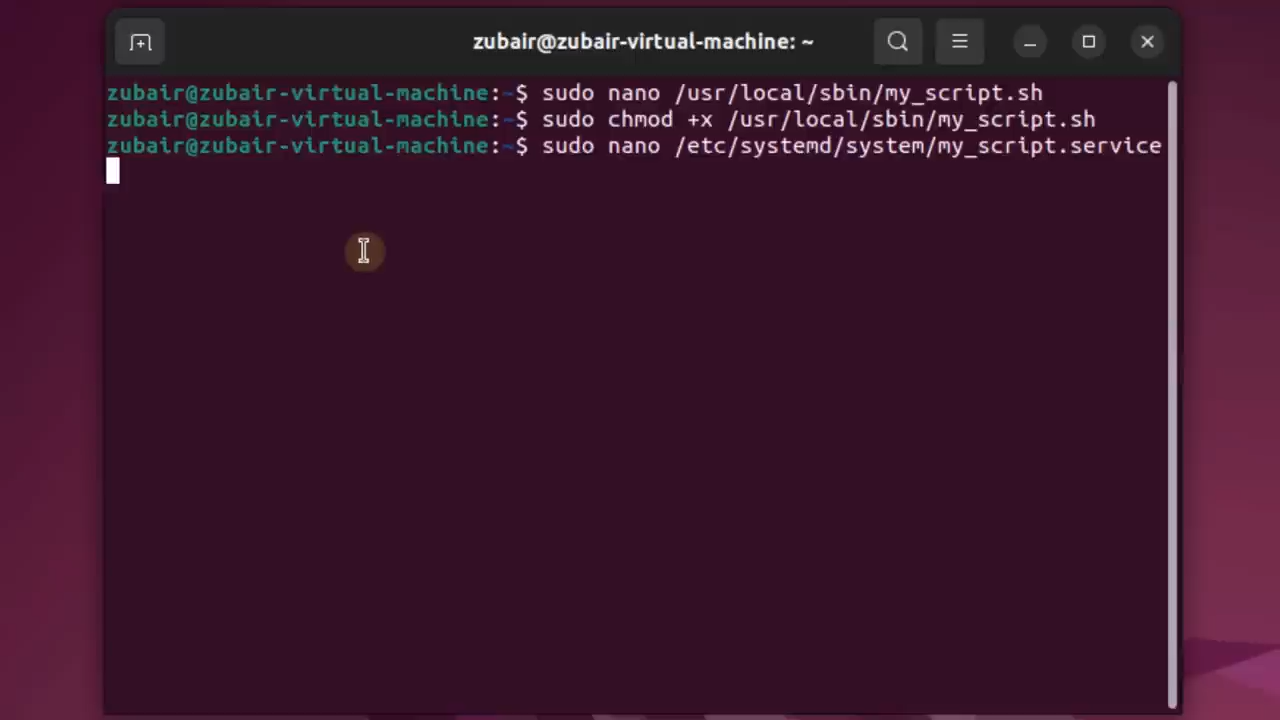 zubair@zubair-virtual-machine: ~
zubair@zubair-virtual-machine:~$ sudo nano /usr/local/sbin/my_script.sh
zubair@zubair-virtual-machine:~$ sudo chmod +x /usr/local/sbin/my_script.sh
zubair@zubair-virtual-machine:~$ sudo nano /etc/systemd/system/my_script.service